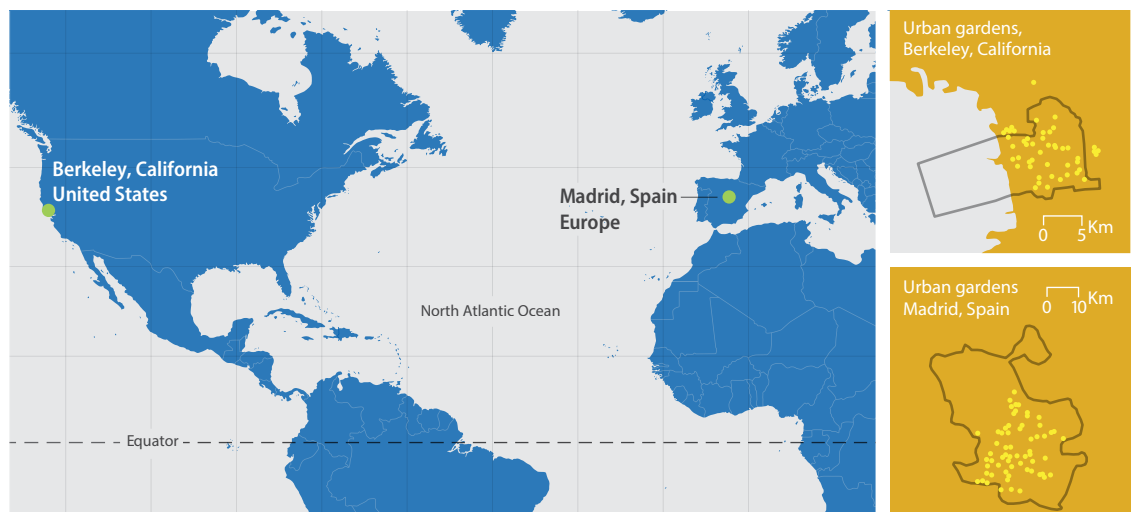 Berkeley, California
United States
Madrid, Spain
Europe
North Atlantic Ocean
Equator
Urban gardens,
Berkeley, California
0 5 Km
Urban gardens
Madrid, Spain
0 10 Km